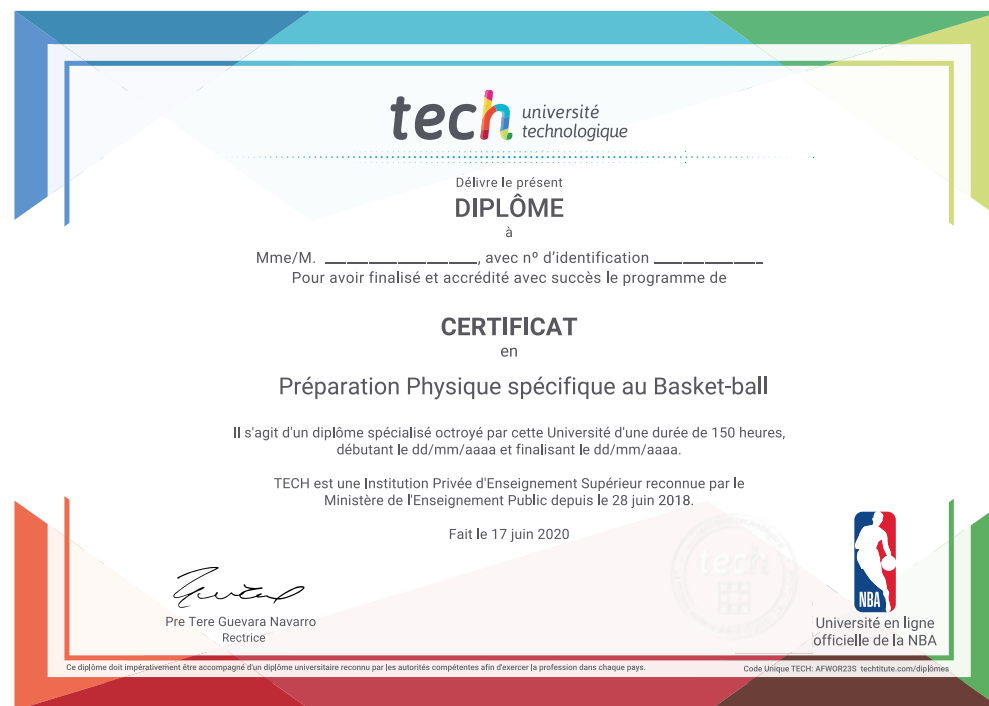 tech université
technologique
Délivre le présent
DIPLÔME
à
Mme/M. _________________, avec nº d'identification ____________
Pour avoir finalisé et accrédité avec succès le programme de
CERTIFICAT
en
Préparation Physique spécifique au Basket-ball
Il s'agit d'un diplôme spécialisé octroyé par cette Université d'une durée de 150 heures,
débutant le dd/mm/aaaa et finalisant le dd/mm/aaaa.
TECH est une Institution Privée d'Enseignement Supérieur reconnue par le
Ministère de l'Enseignement Public depuis le 28 juin 2018.
Fait le 17 juin 2020
tech
NBA
Pre Tere Guevara Navarro
Rectrice
Université en ligne
officielle de la NBA
Ce diplôme doit impérativement être accompagné d'un diplôme universitaire reconnu par les autorités compétentes afin d'exercer la profession dans chaque pays.
Code Unique TECH: AFWOR23S techtitute.com/diplômes